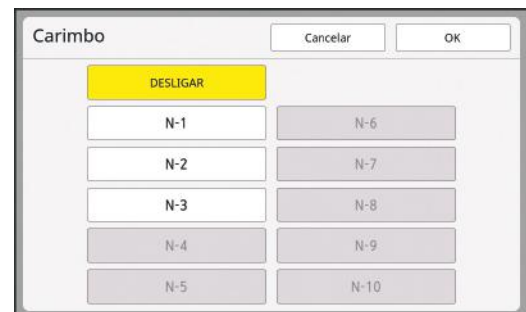 Carimbo Cancelar OK
DESLIGAR
N-1 N-6
N-2 N-7
N-3 N-8
N-4 N-9
N-5 N-10